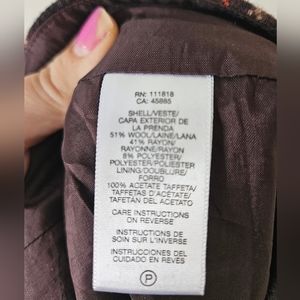 RN: 111818
CA: 45885
SHELL/VESTE/
CAPA EXTERIOR DE
LA PRENDA
51% WOOL/LAINE/LANA
41% RAYON/
RAYONNE/RAYON
8% POLYESTER/
POLYESTER/POLIESTER
LINING/DOUBLURE/
FORRO
100% ACETATE TAFFETA/
TAFFETAS D'ACÉTATE/
TAFETÁN DEL ACETATO
CARE INSTRUCTIONS
ON REVERSE
INSTRUCTIONS DE
SOIN SUR L'INVERSE
INSTRUCCIONES DEL
CUIDADO EN REVÉS
P